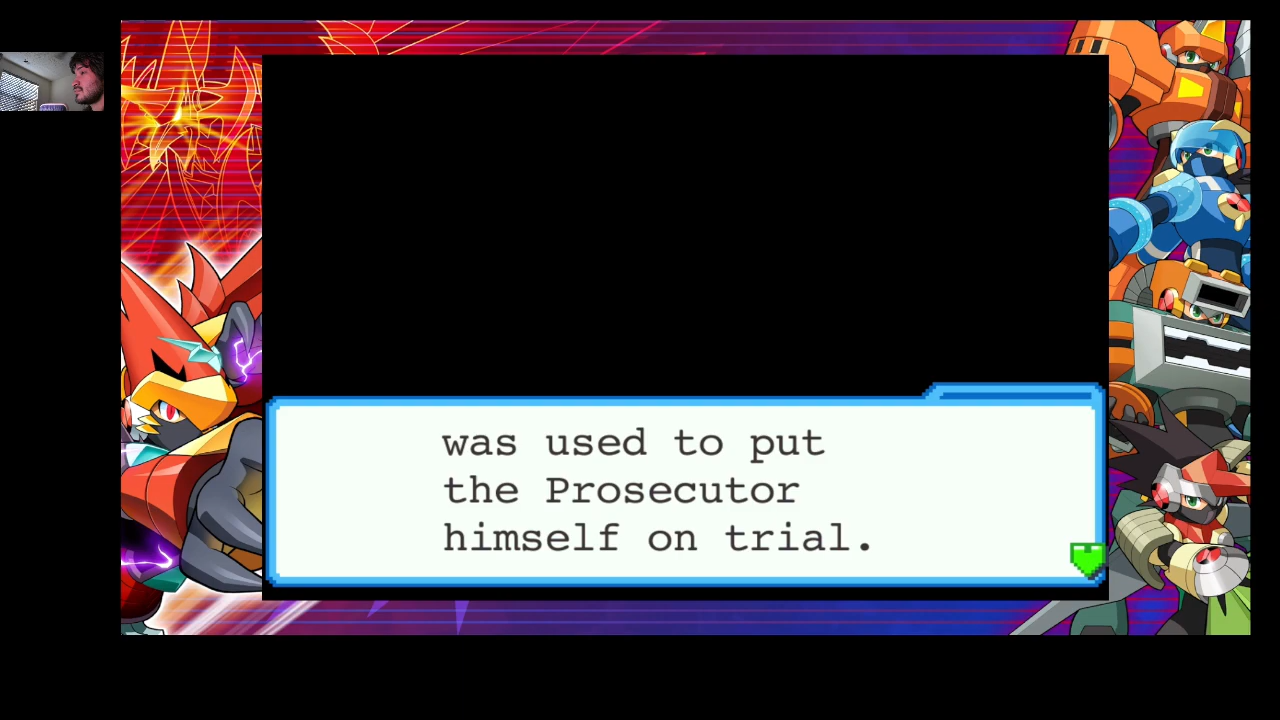 was used to put
the Prosecutor
himself on trial.